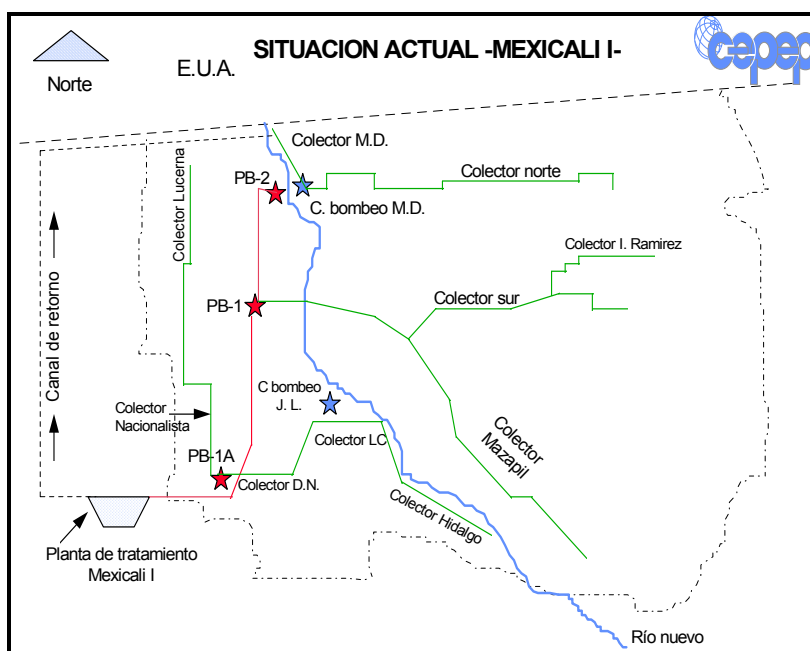 SITUACION ACTUAL -MEXICALI I-
cepep
E.U.A.
Norte
Colector M.D.
PB-2
Colector norte
C. bombeo M.D.
Colector Lucerna
Colector I. Ramirez
Colector sur
PB-1
Canal de retorno
C bombeo
J. L.
Colector
Nacionalista
Colector LC
PB-1A
Colector D.N.
Colector
Mazapil
Colector Hidalgo
Planta de tratamiento
Mexicali I
Río nuevo